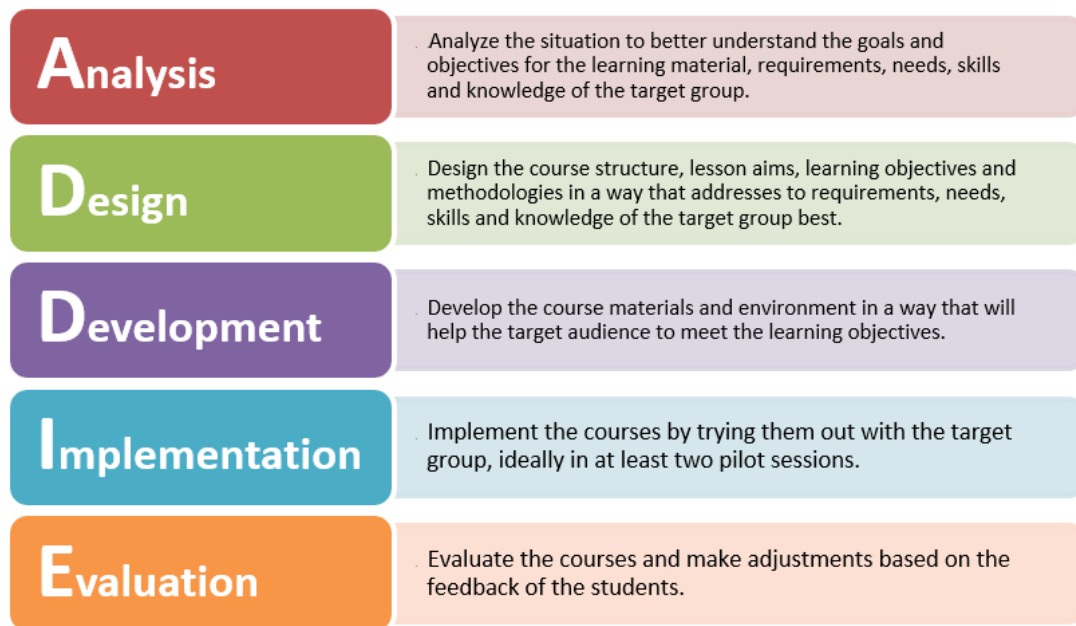 Analysis
. Analyze the situation to better understand the goals and
objectives for the learning material, requirements, needs, skills
and knowledge of the target group.
Design
. Design the course structure, lesson aims, learning objectives and
methodologies in a way that addresses to requirements, needs,
skills and knowledge of the target group best.
Development
. Develop the course materials and environment in a way that will
help the target audience to meet the learning objectives.
Implementation
. Implement the courses by trying them out with the target
group, ideally in at least two pilot sessions.
Evaluation
. Evaluate the courses and make adjustments based on the
feedback of the students.